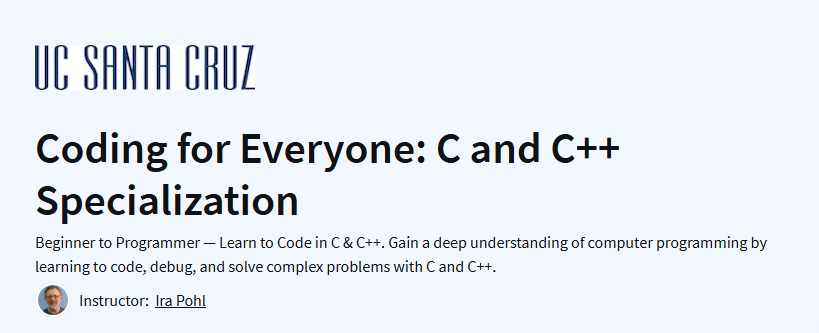 UC SANTA CRUZ
Coding for Everyone: C and C++
Specialization
Beginner to Programmer — Learn to Code in C & C++. Gain a deep understanding of computer programming by
learning to code, debug, and solve complex problems with C and C++.
Instructor: Ira Pohl